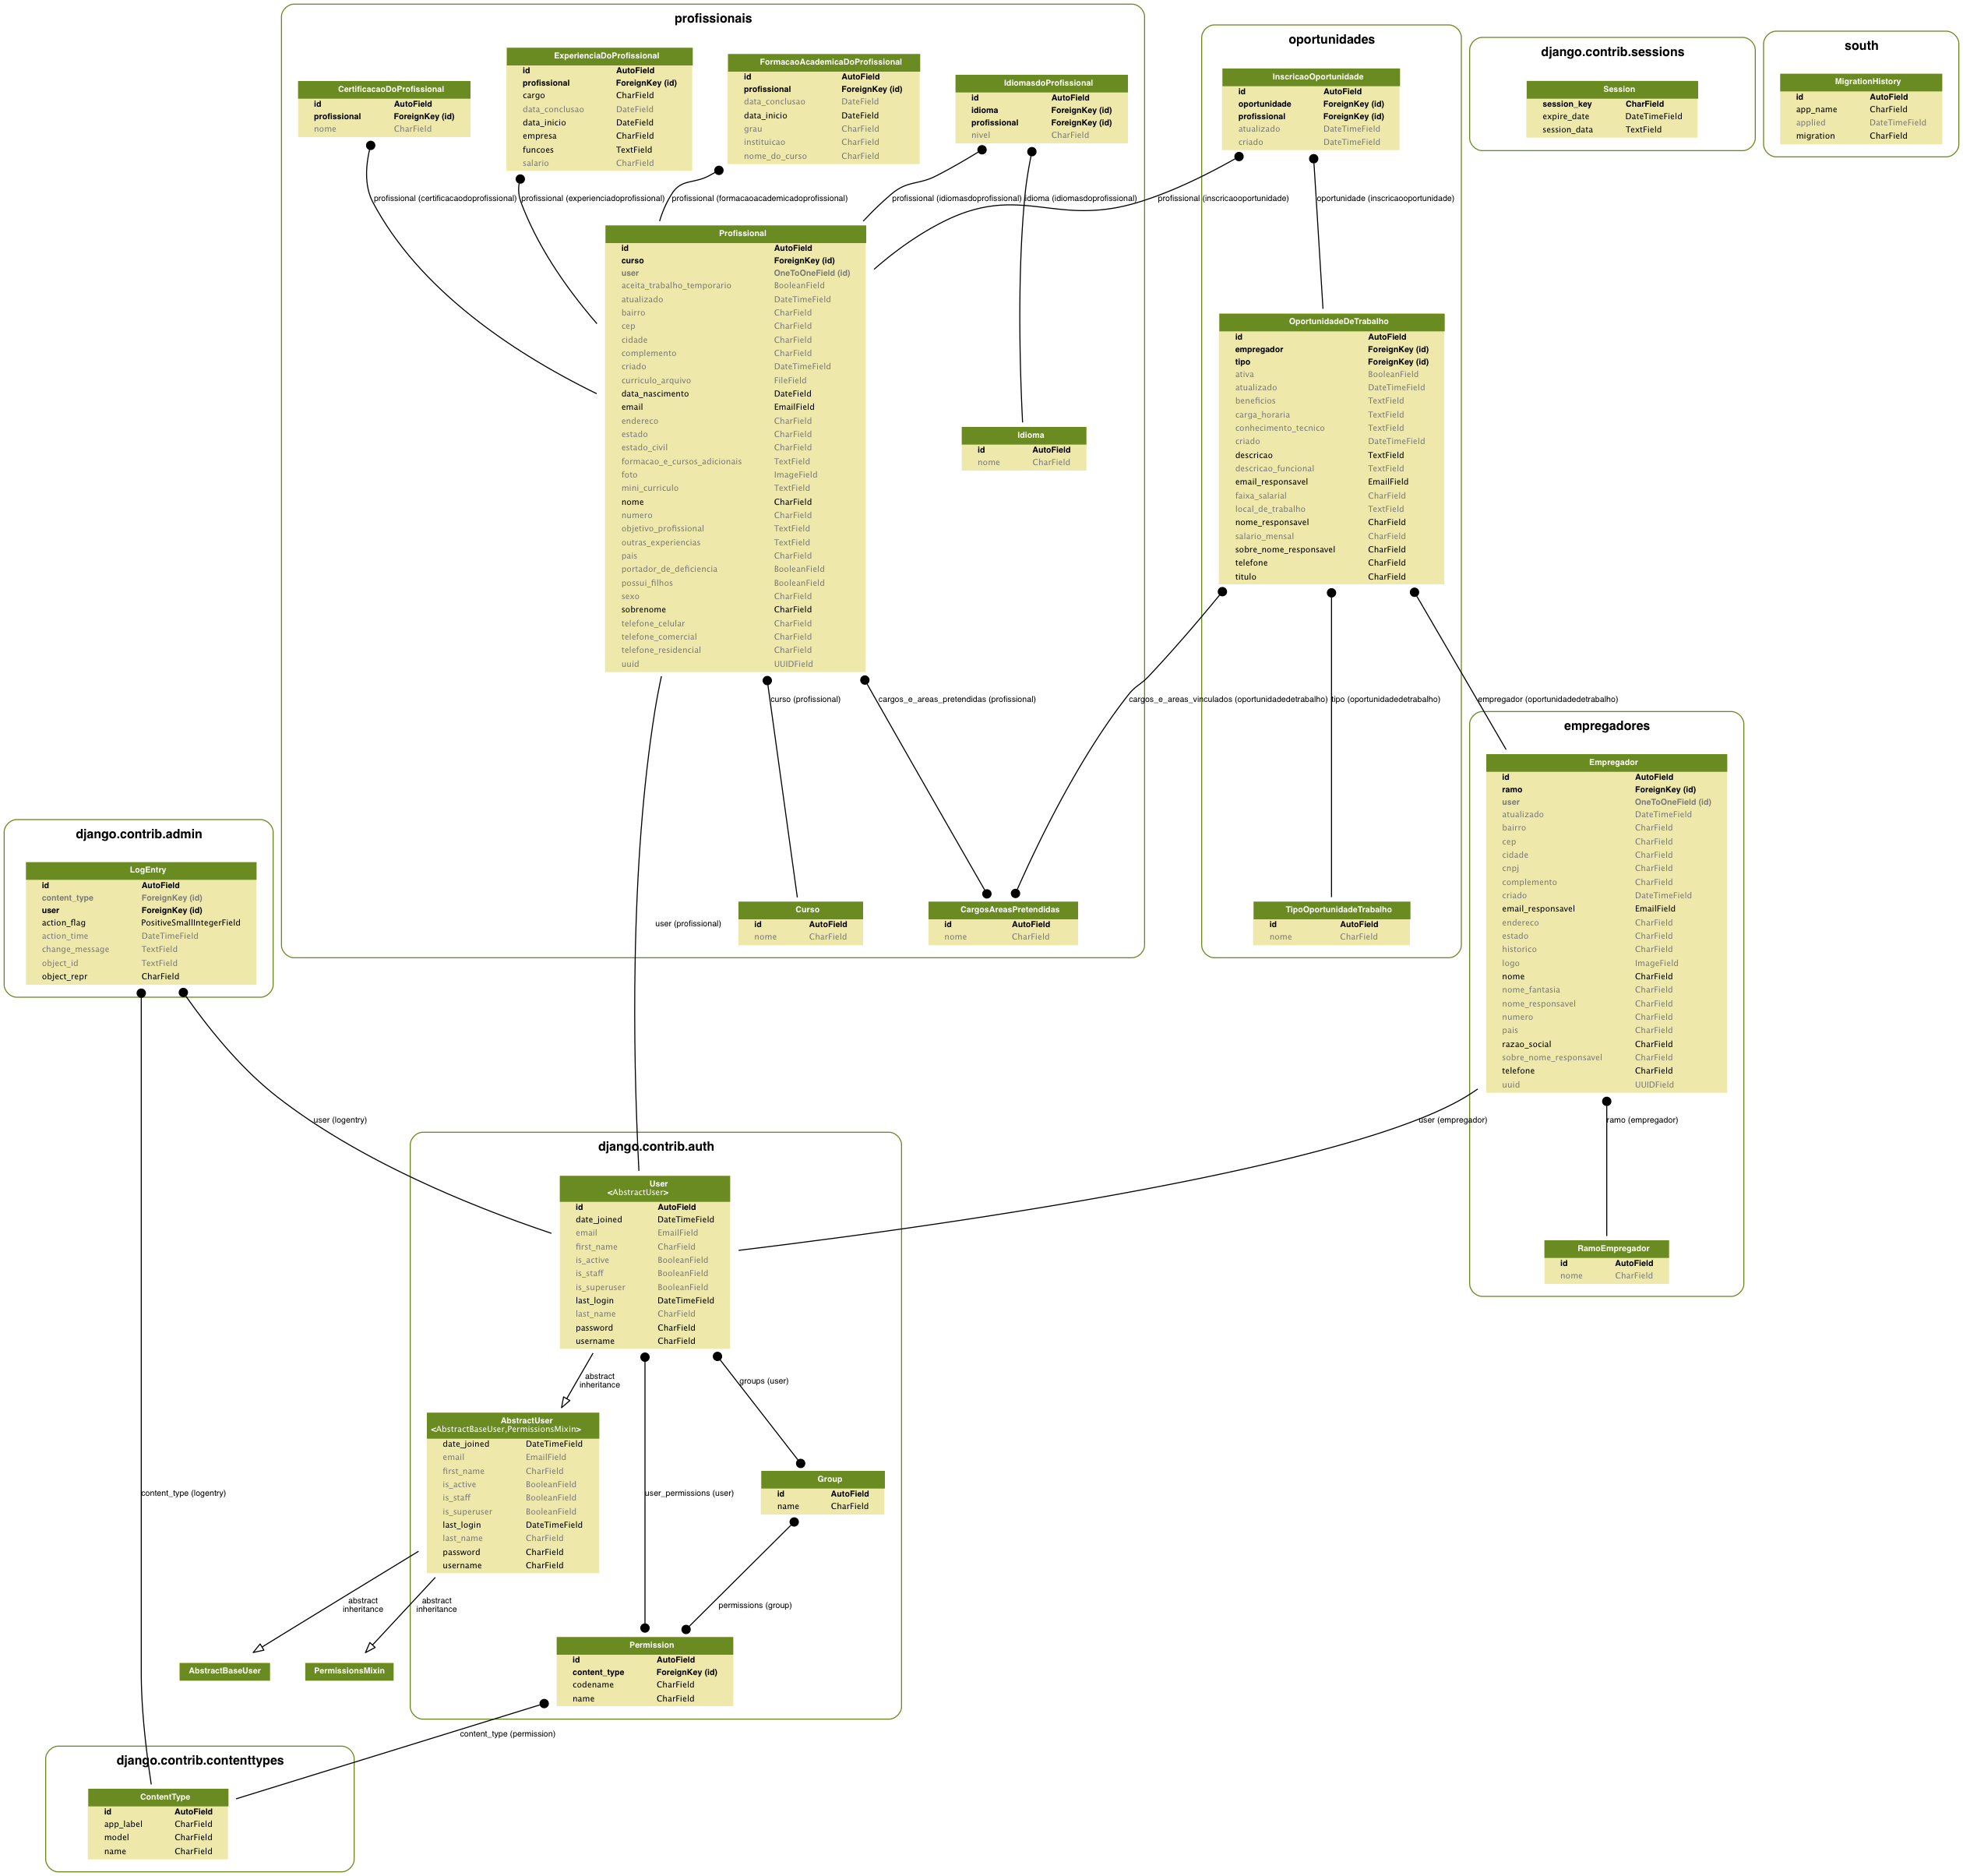 profissionais
CertificacaoDoProfissional
id AutoField
profissional ForeignKey (id)
nome CharField
ExperienciaDoProfissional
id AutoField
profissional ForeignKey (id)
cargo CharField
data_conclusao DateField
data_inicio DateField
empresa CharField
funcoes TextField
salario CharField
FormacaoAcademicaDoProfissional
id AutoField
profissional ForeignKey (id)
data_conclusao DateField
data_inicio DateField
grau CharField
instituicao CharField
nome_do_curso CharField
IdiomasdoProfissional
id AutoField
idioma ForeignKey (id)
profissional ForeignKey (id)
nivel CharField
oportunidades
InscricaoOportunidade
id AutoField
oportunidade ForeignKey (id)
profissional ForeignKey (id)
atualizado DateTimeField
criado DateTimeField
django.contrib.sessions
Session
session_key CharField
expire_date DateTimeField
session_data TextField
south
MigrationHistory
id AutoField
app_name CharField
applied DateTimeField
migration CharField
profissional (certificacaodoprofissional)
profissional (experienciadoprofissional)
profissional (formacaoacademicadoprofissional)
profissional (idiomasdoprofissional)
idioma (idiomasdoprofissional)
profissional (inscricaooportunidade)
oportunidade (inscricaooportunidade)
Profissional
id AutoField
curso ForeignKey (id)
user OneToOneField (id)
aceita_trabalho_temporario BooleanField
atualizado DateTimeField
bairro CharField
cep CharField
cidade CharField
complemento CharField
criado DateTimeField
curriculo_arquivo FileField
data_nascimento DateField
email EmailField
endereco CharField
estado CharField
estado_civil CharField
formacao_e_cursos_adicionais TextField
foto ImageField
mini_curriculo TextField
nome CharField
numero CharField
objetivo_profissional TextField
outras_experiencias TextField
pais CharField
portador_de_deficiencia BooleanField
possui_filhos BooleanField
sexo CharField
sobrenome CharField
telefone_celular CharField
telefone_comercial CharField
telefone_residencial CharField
uuid UUIDField
Idioma
id AutoField
nome CharField
OportunidadeDeTrabalho
id AutoField
empregador ForeignKey (id)
tipo ForeignKey (id)
ativa BooleanField
atualizado DateTimeField
beneficios TextField
carga_horaria TextField
conhecimento_tecnico TextField
criado DateTimeField
descricao TextField
descricao_funcional TextField
email_responsavel EmailField
faixa_salarial CharField
local_de_trabalho TextField
nome_responsavel CharField
salario_mensal CharField
sobre_nome_responsavel CharField
telefone CharField
titulo CharField
curso (profissional)
cargos_e_areas_pretendidas (profissional)
cargos_e_areas_vinculados (oportunidadedetrabalho)
tipo (oportunidadedetrabalho)
empregador (oportunidadedetrabalho)
empregadores
Empregador
id AutoField
ramo ForeignKey (id)
user OneToOneField (id)
atualizado DateTimeField
bairro CharField
cep CharField
cidade CharField
cnpj CharField
complemento CharField
criado DateTimeField
email_responsavel EmailField
endereco CharField
estado CharField
historico CharField
logo ImageField
nome CharField
nome_fantasia CharField
nome_responsavel CharField
numero CharField
pais CharField
razao_social CharField
sobre_nome_responsavel CharField
telefone CharField
uuid UUIDField
django.contrib.admin
LogEntry
id AutoField
content_type ForeignKey (id)
user ForeignKey (id)
action_flag PositiveSmallIntegerField
action_time DateTimeField
change_message TextField
object_id TextField
object_repr CharField
user (profissional)
Curso
id AutoField
nome CharField
CargosAreasPretendidas
id AutoField
nome CharField
TipoOportunidadeTrabalho
id AutoField
nome CharField
user (logentry)
user (empregador)
ramo (empregador)
django.contrib.auth
User
<AbstractUser>
id AutoField
date_joined DateTimeField
email EmailField
first_name CharField
is_active BooleanField
is_staff BooleanField
is_superuser BooleanField
last_login DateTimeField
last_name CharField
password CharField
username CharField
RamoEmpregador
id AutoField
nome CharField
abstract
inheritance
groups (user)
AbstractUser
<AbstractBaseUser,PermissionsMixin>
date_joined DateTimeField
email EmailField
first_name CharField
is_active BooleanField
is_staff BooleanField
is_superuser BooleanField
last_login DateTimeField
last_name CharField
password CharField
username CharField
content_type (logentry)
user_permissions (user)
Group
id AutoField
name CharField
abstract
inheritance
abstract
inheritance
permissions (group)
AbstractBaseUser
PermissionsMixin
Permission
id AutoField
content_type ForeignKey (id)
codename CharField
name CharField
content_type (permission)
django.contrib.contenttypes
ContentType
id AutoField
app_label CharField
model CharField
name CharField